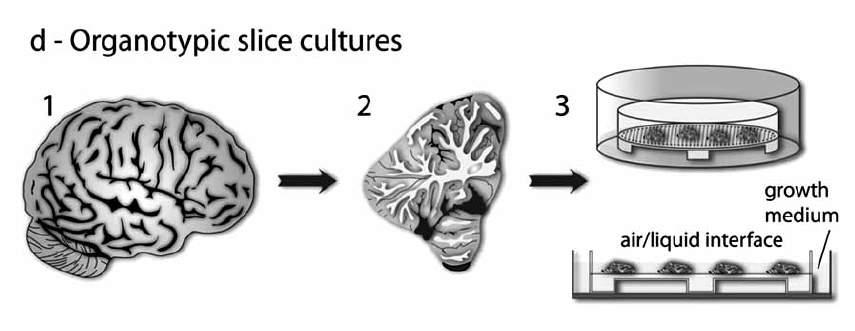 d - Organotypic slice cultures
1
2
3
growth
medium
air/liquid interface